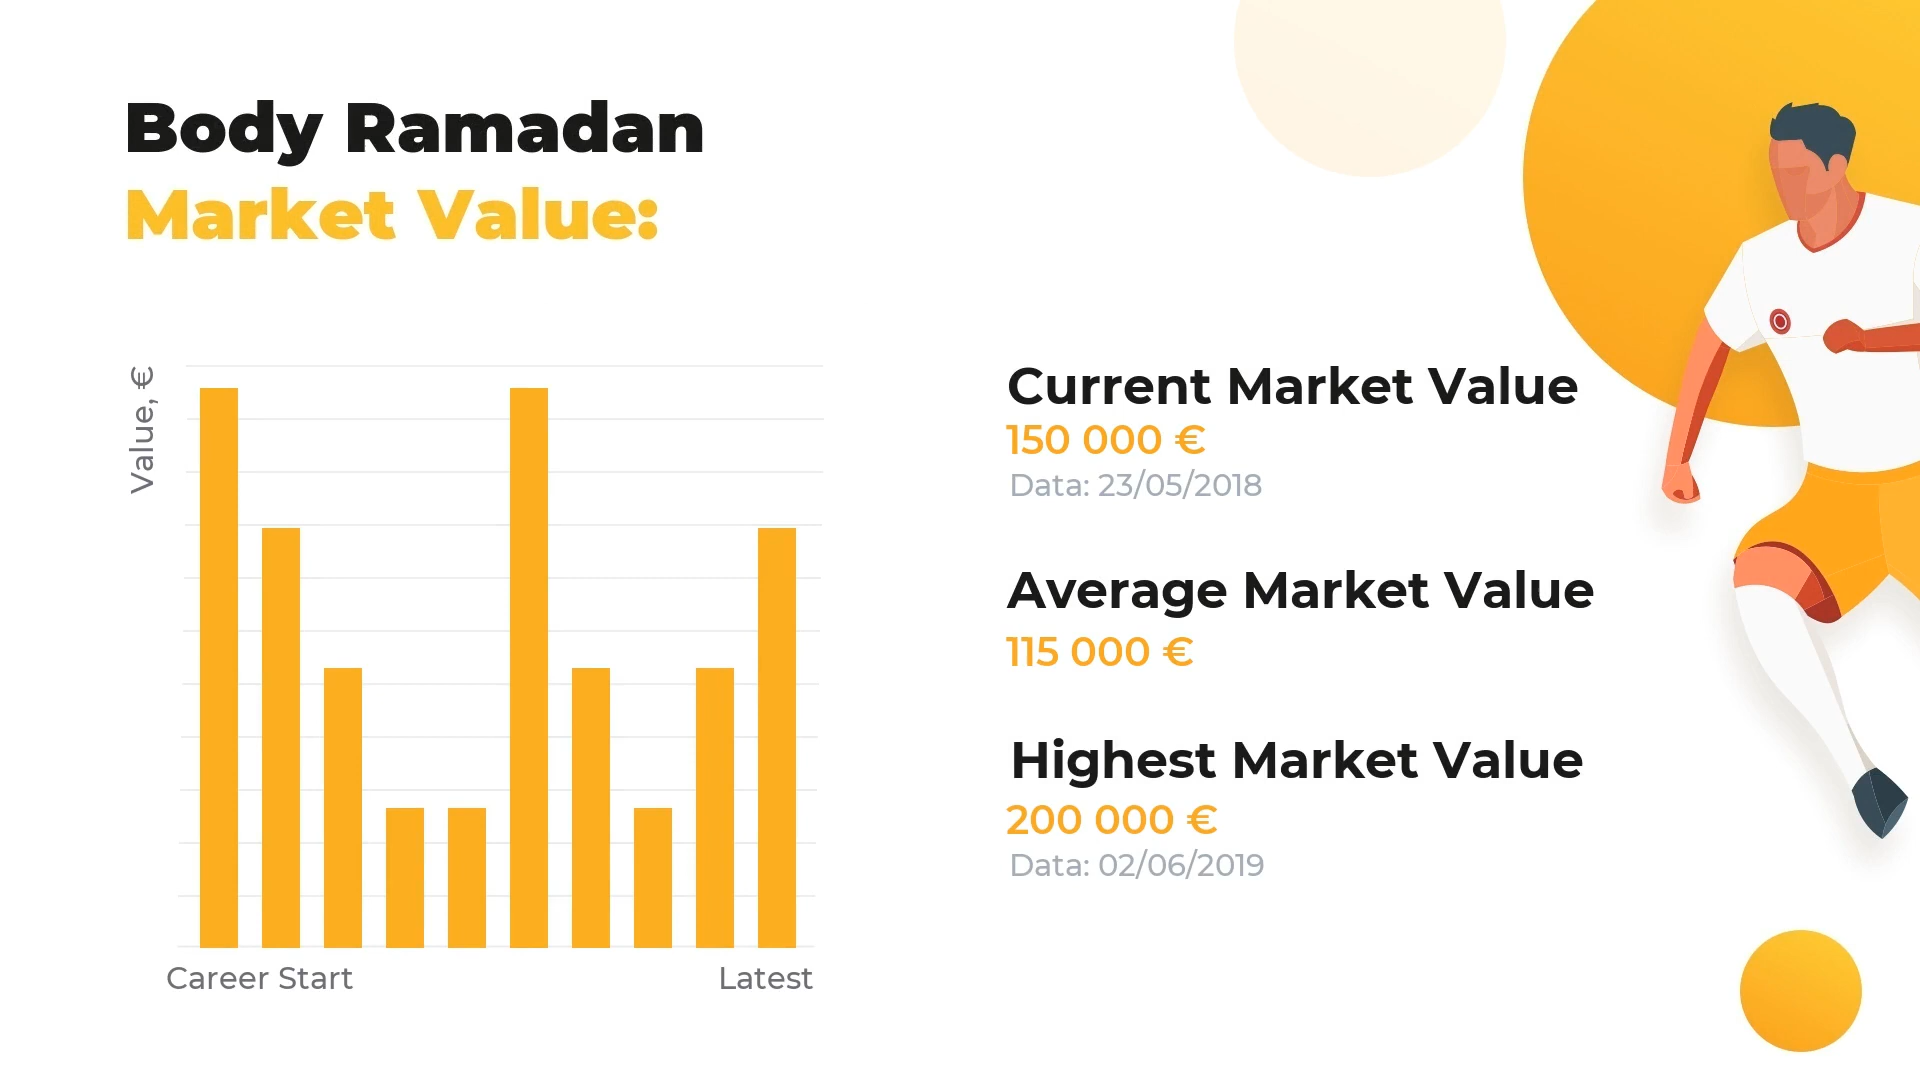 Body Ramadan
Market Value:
Value, €
Career Start
Latest
Current Market Value
150 000 €
Data: 23/05/2018
Average Market Value
115 000 €
Highest Market Value
200 000 €
Data: 02/06/2019